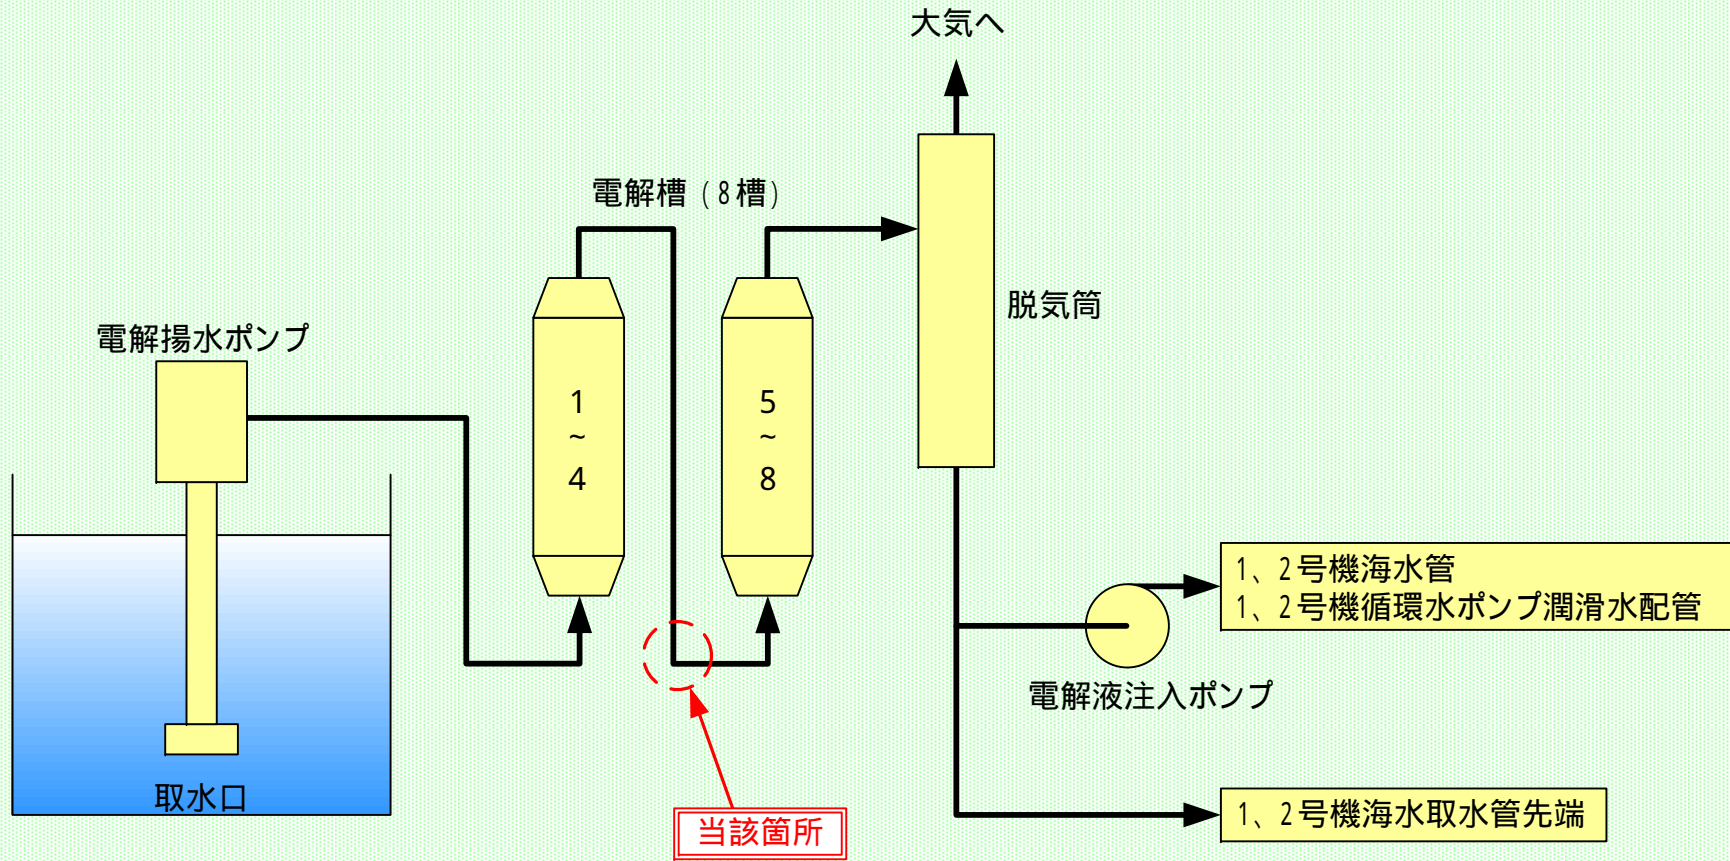 大気へ
電解槽（８槽）
脱気筒
電解揚水ポンプ
1
~
4
5
~
8
1、2号機海水管
1、2号機循環水ポンプ潤滑水配管
電解液注入ポンプ
取水口
当該箇所
1、2号機海水取水管先端